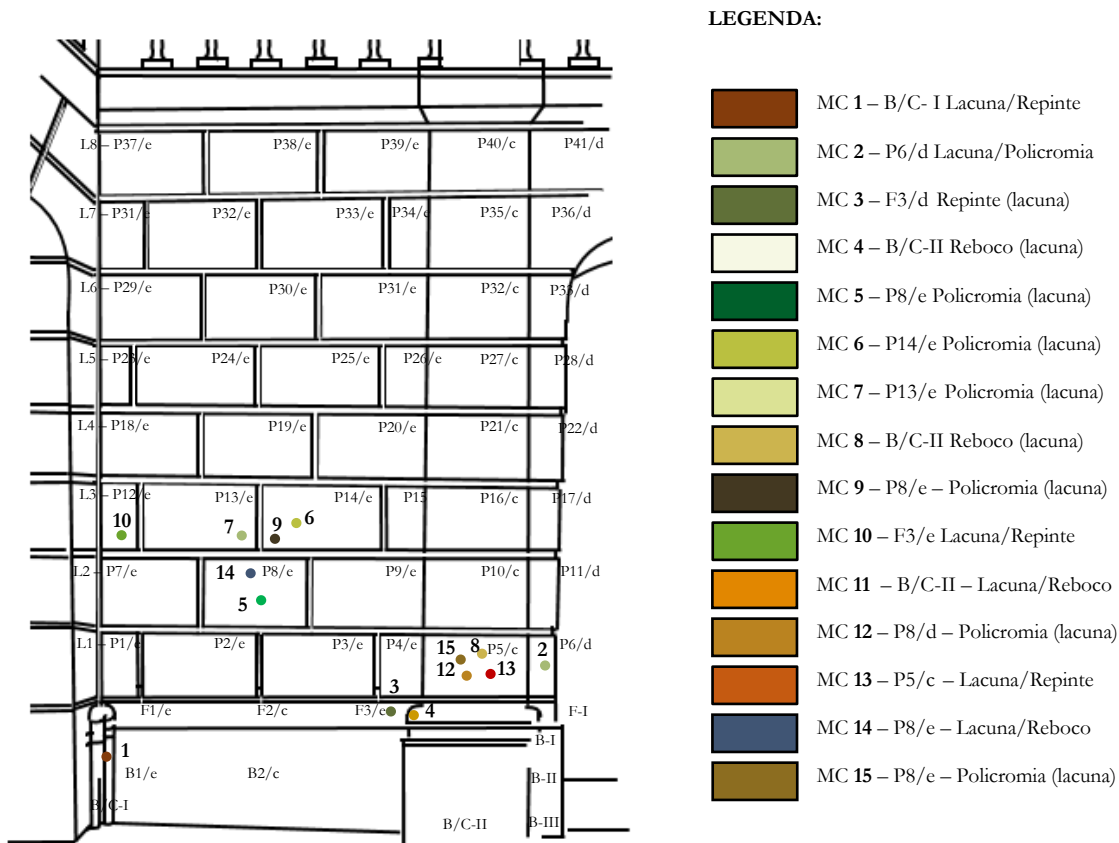 LEGENDA:
MC 1 – B/C- I Lacuna/Repinte
MC 2 – P6/d Lacuna/Policromia
MC 3 – F3/d Repinte (lacuna)
MC 4 – B/C-II Reboco (lacuna)
MC 5 – P8/e Policromia (lacuna)
MC 6 – P14/e Policromia (lacuna)
MC 7 – P13/e Policromia (lacuna)
MC 8 – B/C-II Reboco (lacuna)
MC 9 – P8/e – Policromia (lacuna)
MC 10 – F3/e Lacuna/Repinte
MC 11 – B/C-II – Lacuna/Reboco
MC 12 – P8/d – Policromia (lacuna)
MC 13 – P5/c – Lacuna/Repinte
MC 14 – P8/e – Lacuna/Reboco
MC 15 – P8/e – Policromia (lacuna)
L8 – P37/e P38/e P39/e P40/c P41/d
L7 – P31/e P32/e P33/e P34/e P35/c P36/d
L6 – P29/e P30/e P31/e P32/c P33/d
L5 – P23/e P24/e P25/e P26/e P27/c P28/d
L4 – P18/e P19/e P20/e P21/c P22/d
L3 – P12/e P13/e P14/e P15 P16/c P17/d
10 7 9 6
L2 – P7/e P8/e P9/e P10/c P11/d
14
5
L1 – P1/e P2/e P3/e P4/e P5/c P6/d
15 8 2
12 13
3
F1/e F2/c F3/e 4 F-I
1
B-I
B1/e B2/c
B-II
B/C-I
B/C-II B-III